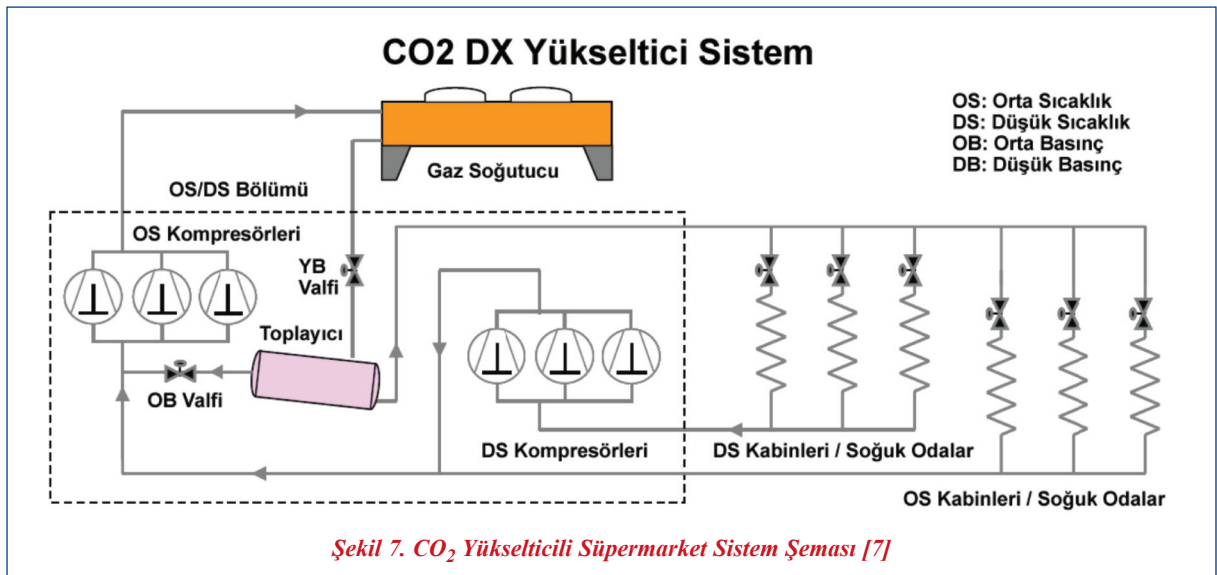 CO2 DX Yükseltici Sistem
OS: Orta Sıcaklık
DS: Düşük Sıcaklık
OB: Orta Basınç
DB: Düşük Basınç
Gaz Soğutucu
OS/DS Bölümü
OS Kompresörleri
YB
Valfi
Toplayıcı
OB Valfi
DS Kompresörleri
DS Kabinleri / Soğuk Odalar
OS Kabinleri / Soğuk Odalar
Şekil 7. CO₂ Yükselticili Süpermarket Sistem Şeması [7]